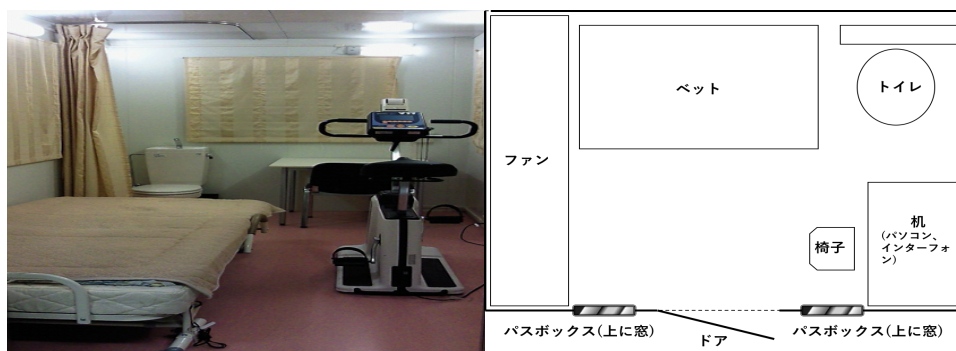 ベット
トイレ
ファン
机
(パソコン、
インターフォ
ン)
椅子
パスボックス(上に窓)
ドア
パスボックス(上に窓)